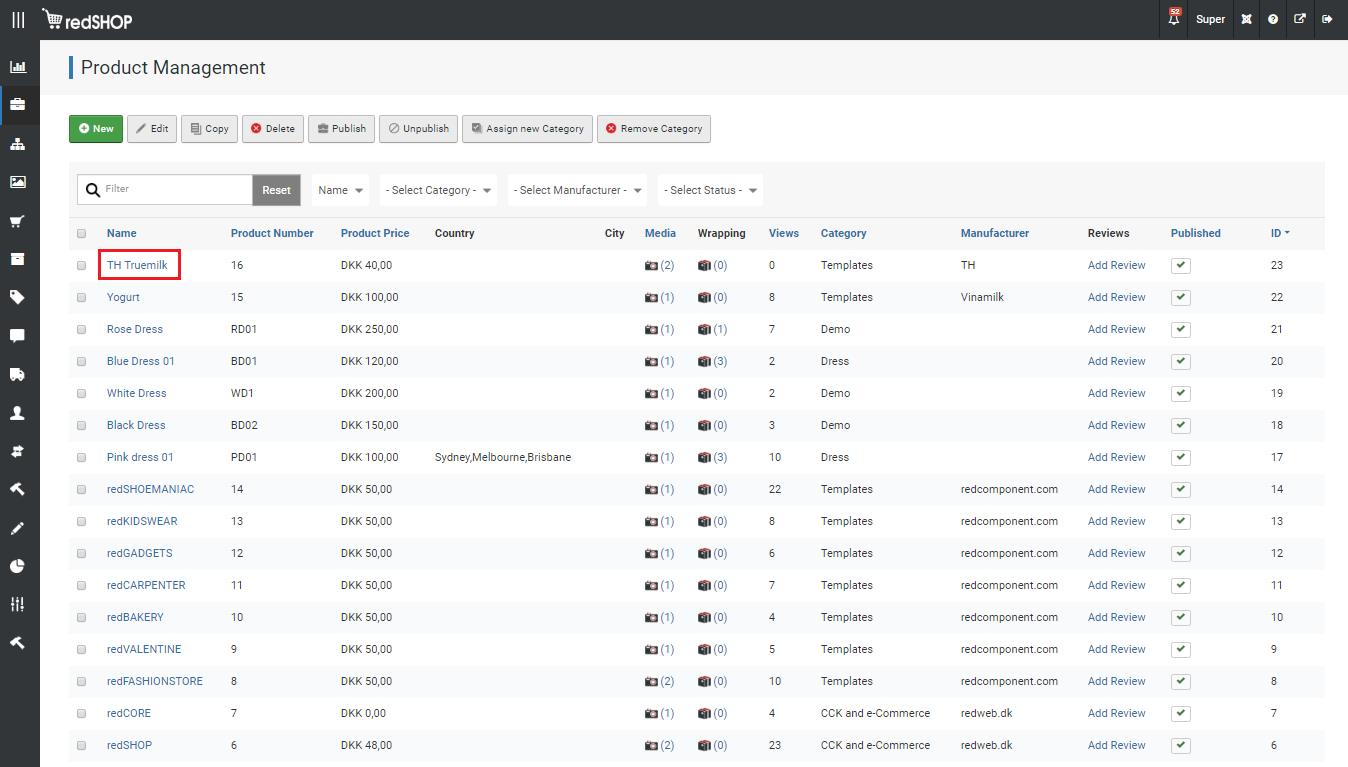 redSHOP 52 Super
Product Management
New Edit Copy Delete Publish Unpublish Assign new Category Remove Category
Filter Reset Name - Select Category - - Select Manufacturer - - Select Status -
Name Product Number Product Price Country City Media Wrapping Views Category Manufacturer Reviews Published ID
TH Truemilk 16 DKK 40,00 (2) (0) 0 Templates TH Add Review 23
Yogurt 15 DKK 100,00 (1) (0) 8 Templates Vinamilk Add Review 22
Rose Dress RD01 DKK 250,00 (1) (1) 7 Demo Add Review 21
Blue Dress 01 BD01 DKK 120,00 (1) (3) 2 Dress Add Review 20
White Dress WD1 DKK 200,00 (1) (0) 2 Demo Add Review 19
Black Dress BD02 DKK 150,00 (1) (0) 3 Demo Add Review 18
Pink dress 01 PD01 DKK 100,00 Sydney,Melbourne,Brisbane (1) (3) 10 Dress Add Review 17
redSHOEMANIAC 14 DKK 50,00 (1) (0) 22 Templates redcomponent.com Add Review 14
redKIDSWEAR 13 DKK 50,00 (1) (0) 8 Templates redcomponent.com Add Review 13
redGADGETS 12 DKK 50,00 (1) (0) 6 Templates redcomponent.com Add Review 12
redCARPENTER 11 DKK 50,00 (1) (0) 7 Templates redcomponent.com Add Review 11
redBAKERY 10 DKK 50,00 (1) (0) 4 Templates redcomponent.com Add Review 10
redVALENTINE 9 DKK 50,00 (1) (0) 5 Templates redcomponent.com Add Review 9
redFASHIONSTORE 8 DKK 50,00 (2) (0) 10 Templates redcomponent.com Add Review 8
redCORE 7 DKK 0,00 (1) (0) 4 CCK and e-Commerce redweb.dk Add Review 7
redSHOP 6 DKK 48,00 (2) (0) 23 CCK and e-Commerce redweb.dk Add Review 6